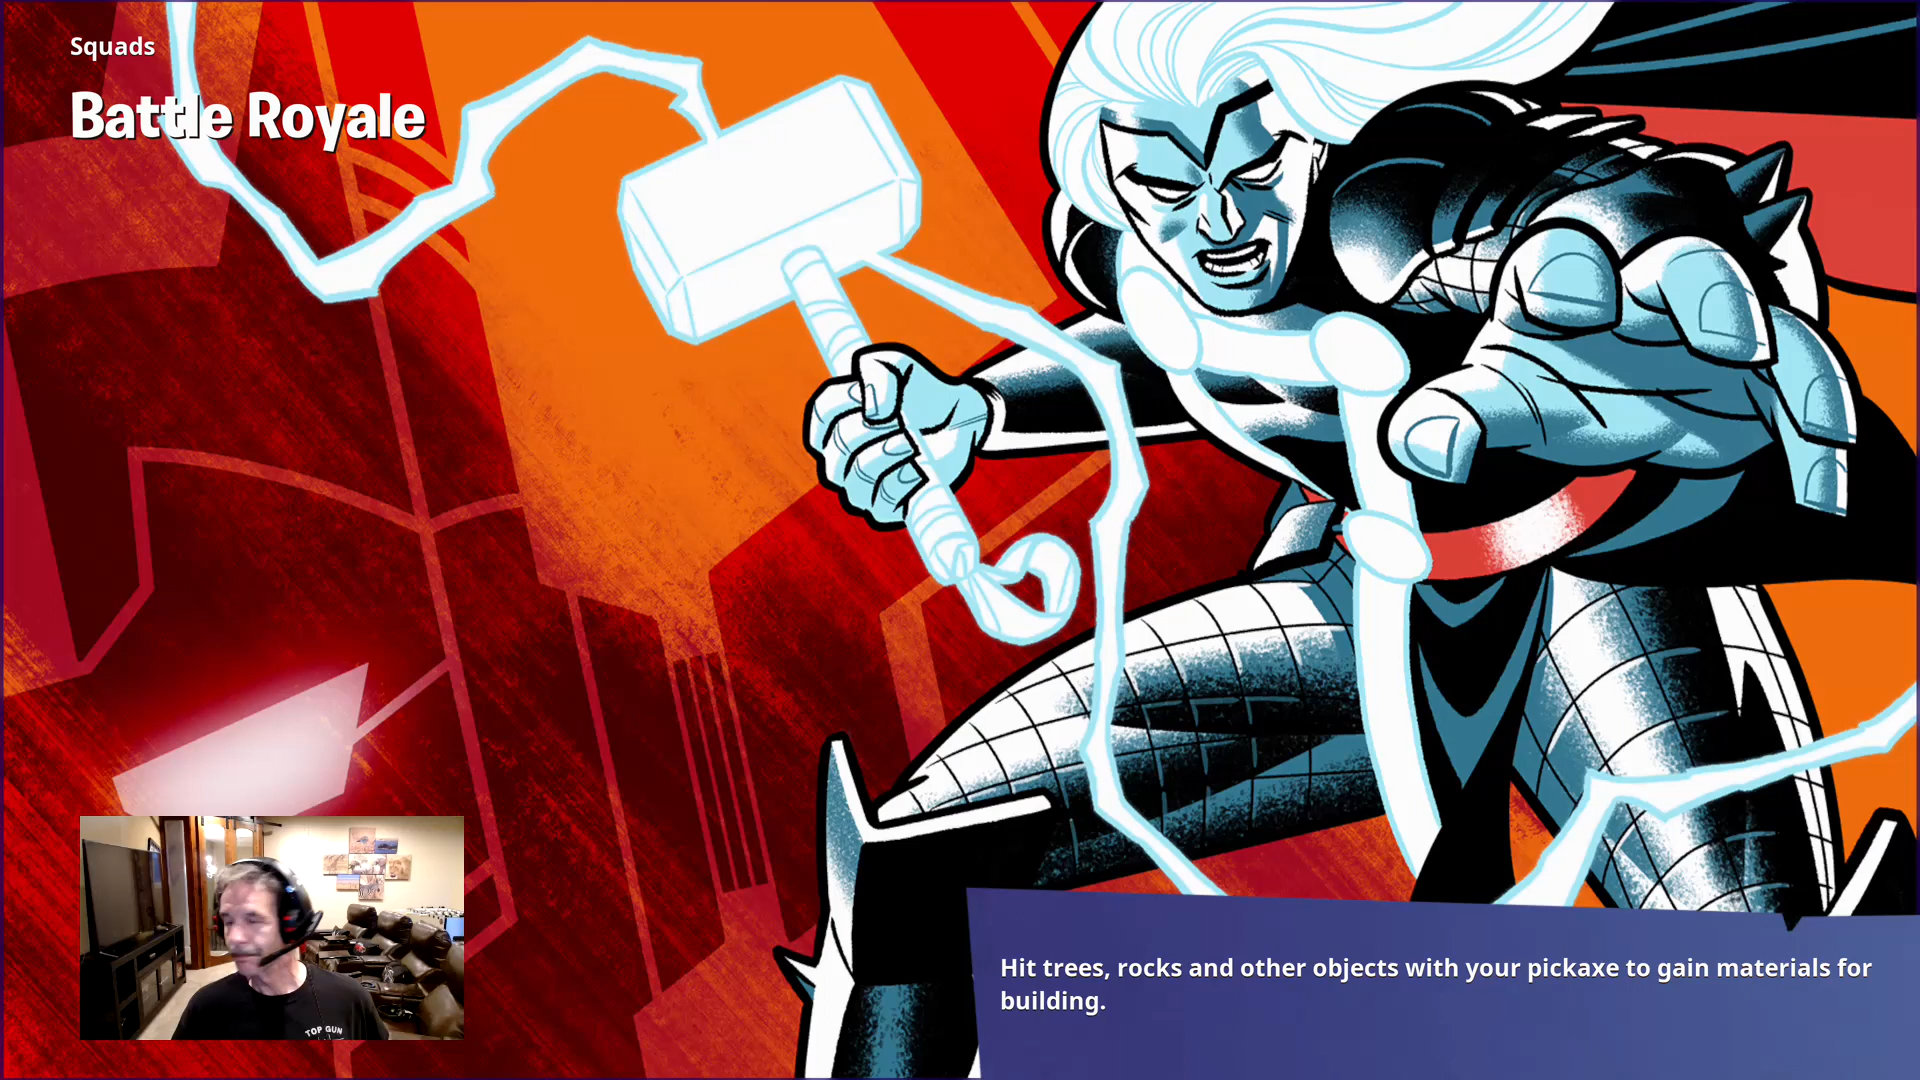 Squads
Battle Royale
Hit trees, rocks and other objects with your pickaxe to gain materials for
building.
TOP GUN